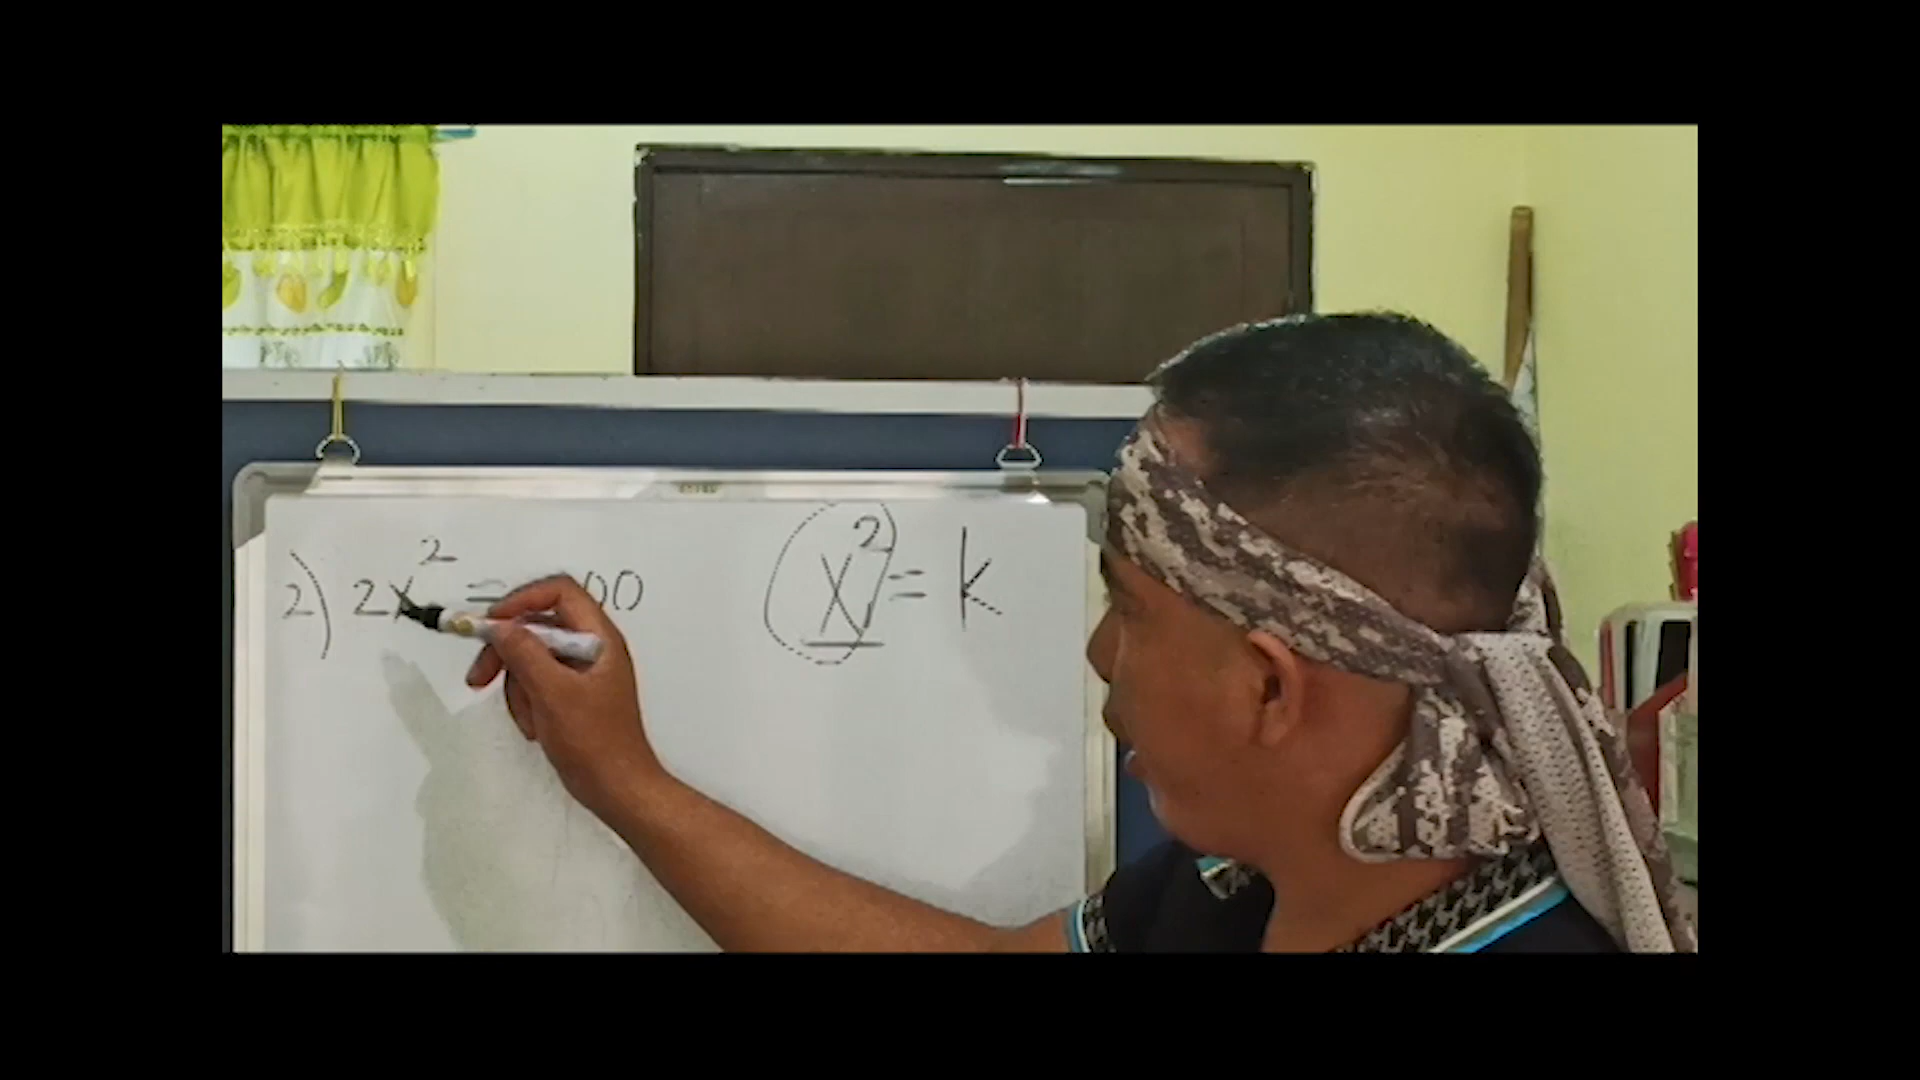 2) 2x² = 00
x² = k